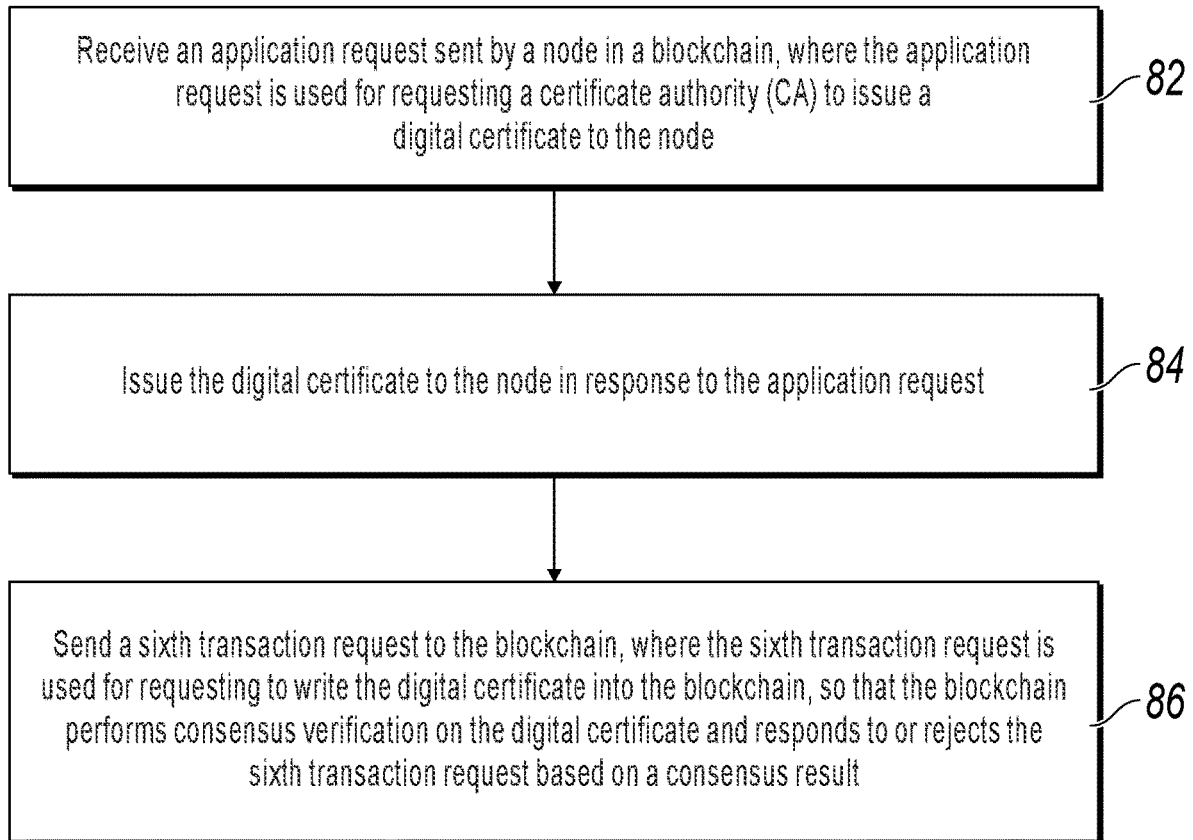 Receive an application request sent by a node in a blockchain, where the application
request is used for requesting a certificate authority (CA) to issue a
digital certificate to the node
82
Issue the digital certificate to the node in response to the application request
84
Send a sixth transaction request to the blockchain, where the sixth transaction request is
used for requesting to write the digital certificate into the blockchain, so that the blockchain
performs consensus verification on the digital certificate and responds to or rejects the
sixth transaction request based on a consensus result
86